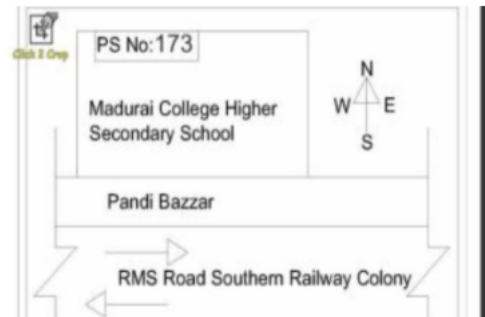 Click 2 Crop
PS No:173
N
Madurai College Higher
W E
Secondary School
S
Pandi Bazzar
RMS Road Southern Railway Colony